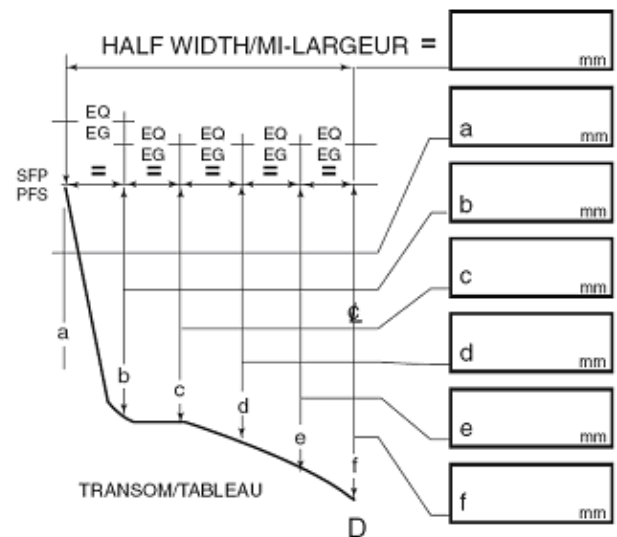 HALF WIDTH/MI-LARGEUR =
mm
EQ
EG
EQ EQ EQ EQ
EG EG EG EG
= = = = =
SFP
PFS
a
mm
b
mm
c
mm
℄
d
mm
e
mm
f
mm
a
b
c
d
e
f
TRANSOM/TABLEAU
D